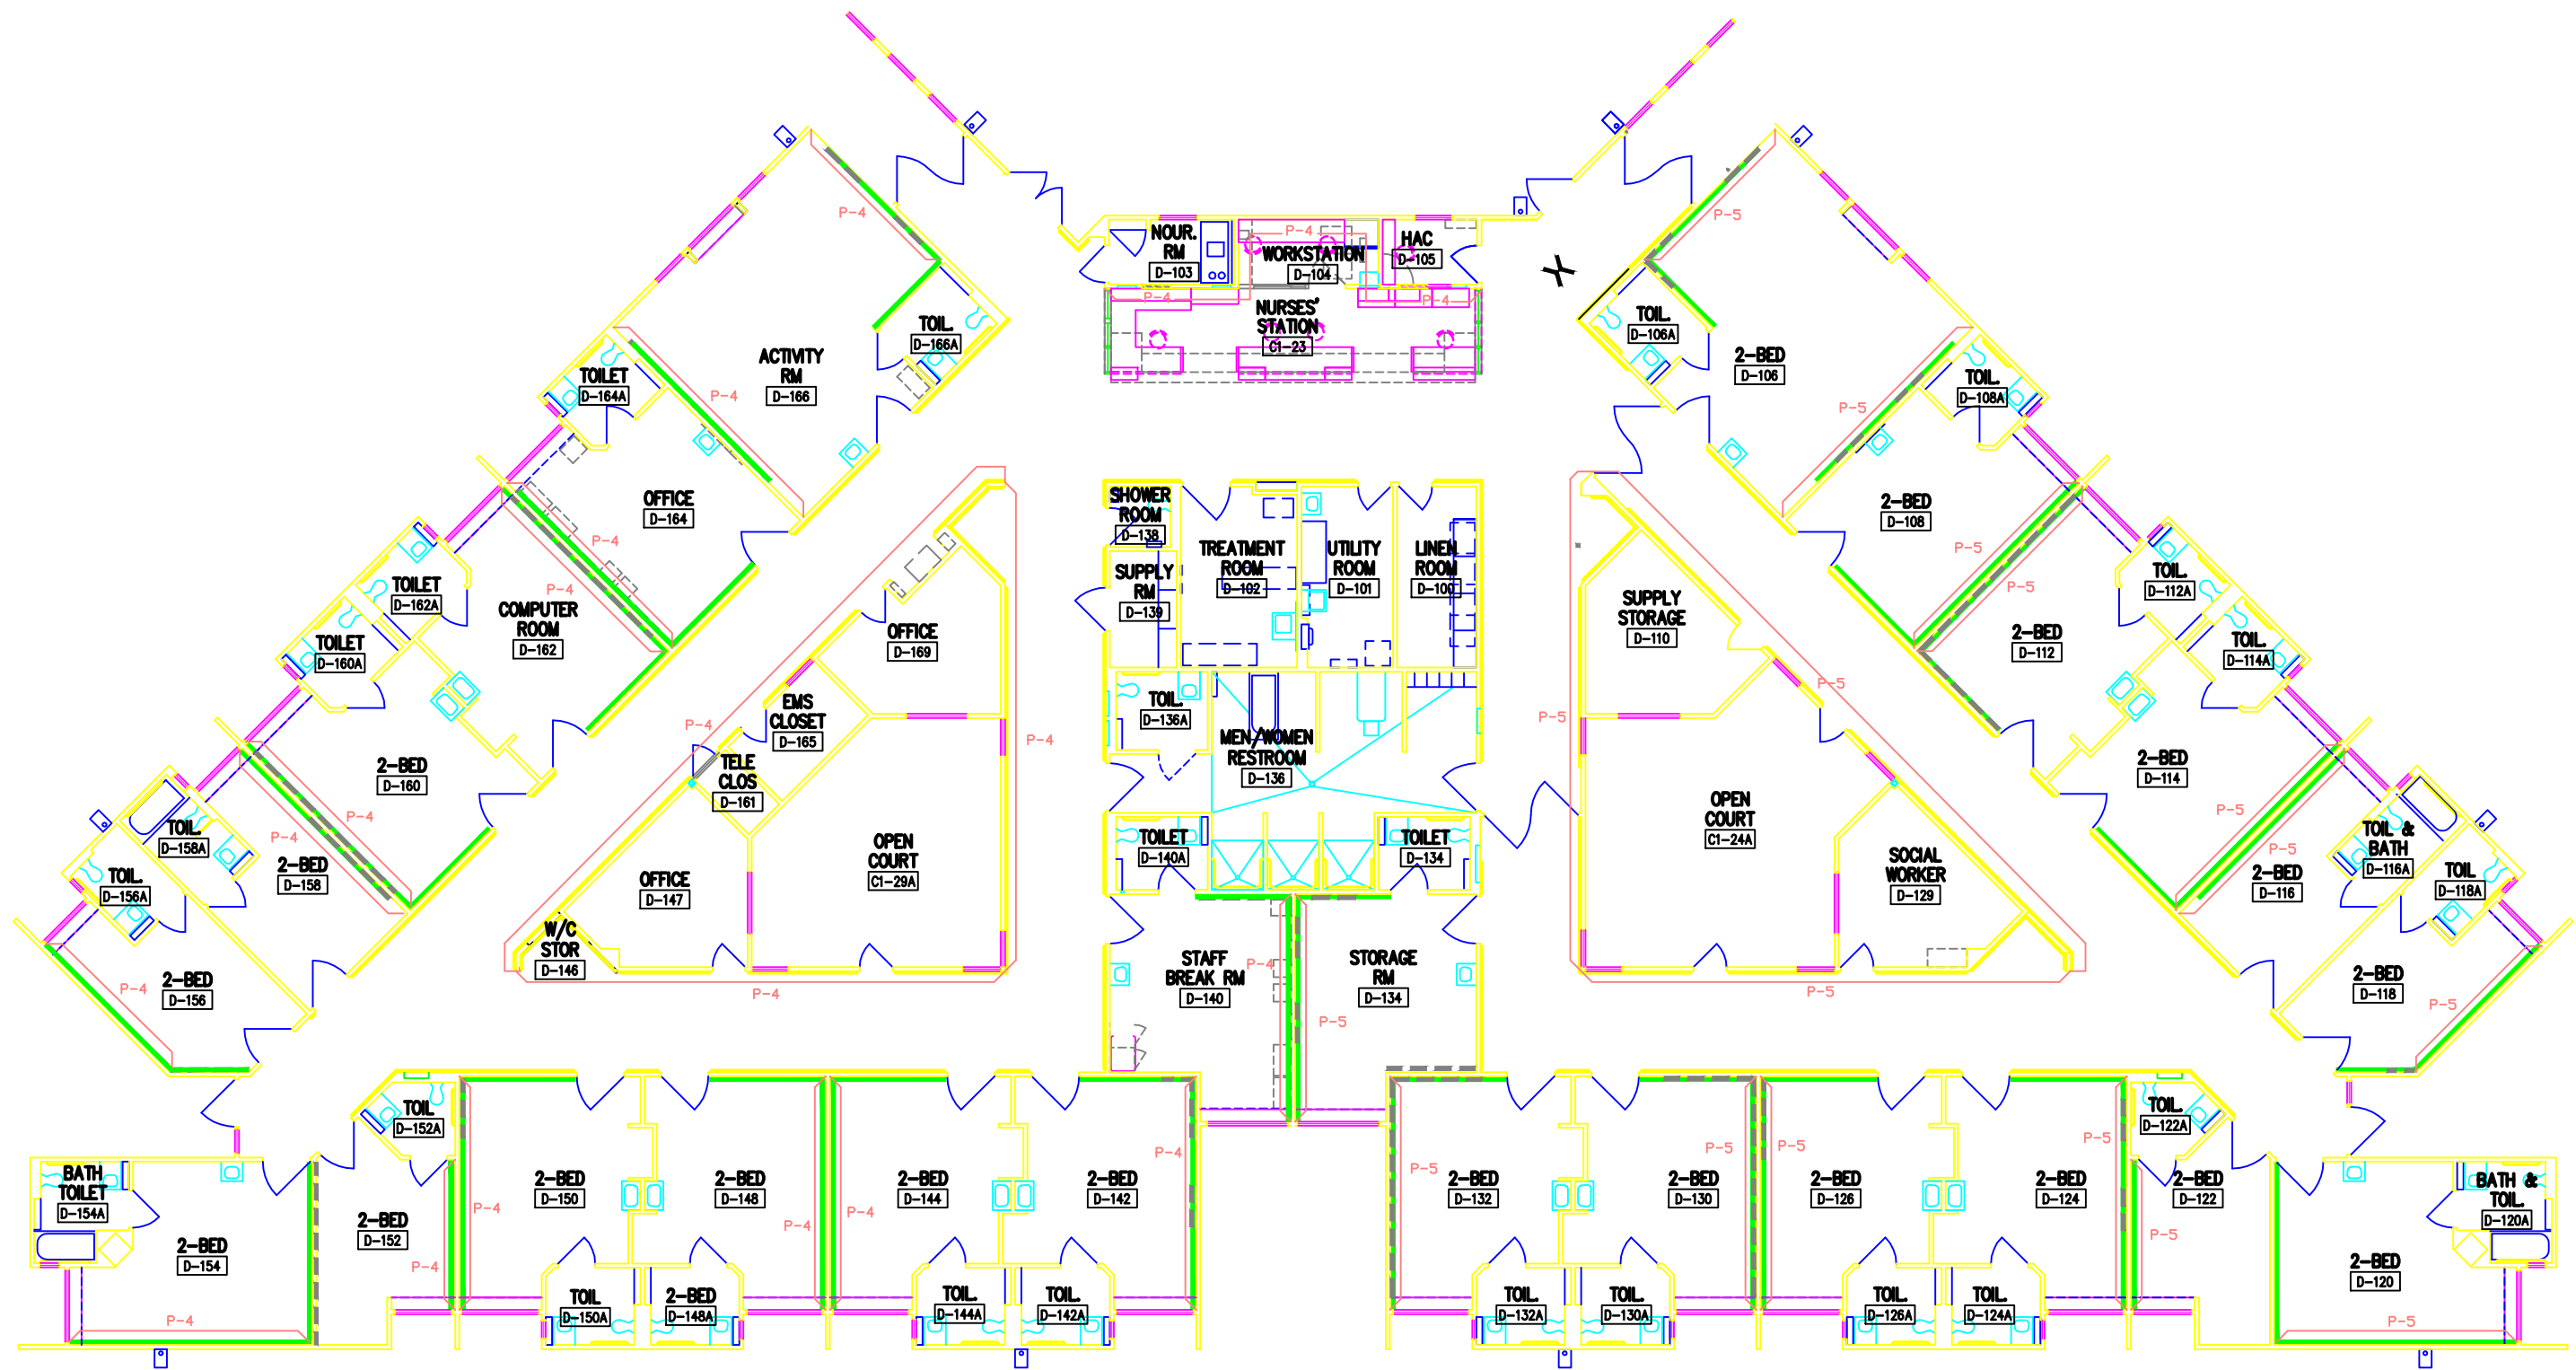 P-4
NOUR.
RM
D-103
P-4
WORKSTATION
D-104
HAC
D-105
P-4
P-4
NURSES'
STATION
C1-23
X
P-5
TOIL.
D-166A
ACTIVITY
RM
D-166
P-4
TOILET
D-164A
OFFICE
D-164
P-4
P-4
TOILET
D-162A
COMPUTER
ROOM
D-162
TOILET
D-160A
2-BED
D-160
P-4
P-4
TOIL.
D-158A
2-BED
D-158
TOIL.
D-156A
2-BED
D-156
P-4
OFFICE
D-169
EMS
CLOSET
D-165
P-4
P-4
TELE
CLOS
D-161
OPEN
COURT
C1-29A
OFFICE
D-147
W/C
STOR
D-146
P-4
SHOWER
ROOM
D-138
SUPPLY
RM
D-139
TREATMENT
ROOM
D-102
UTILITY
ROOM
D-101
LINEN
ROOM
D-100
TOIL.
D-136A
MEN/WOMEN
RESTROOM
D-136
TOILET
D-140A
TOILET
D-134
STAFF
BREAK RM
D-140
P-4
STORAGE
RM
D-134
P-5
TOIL.
D-106A
2-BED
D-106
P-5
TOIL.
D-108A
2-BED
D-108
P-5
P-5
TOIL.
D-112A
2-BED
D-112
TOIL.
D-114A
2-BED
D-114
P-5
P-5
TOIL &
BATH
D-116A
2-BED
D-116
TOIL
D-118A
2-BED
D-118
P-5
SUPPLY
STORAGE
D-110
P-5
P-5
OPEN
COURT
C1-24A
SOCIAL
WORKER
D-129
P-5
BATH
TOILET
D-154A
2-BED
D-154
P-4
TOIL
D-152A
2-BED
D-152
P-4
P-4
2-BED
D-150
2-BED
D-148
P-4
P-4
2-BED
D-144
2-BED
D-142
P-4
TOIL
D-150A
2-BED
D-148A
TOIL.
D-144A
TOIL.
D-142A
P-5
2-BED
D-132
2-BED
D-130
P-5
P-5
2-BED
D-126
2-BED
D-124
P-5
TOIL.
D-122A
2-BED
D-122
P-5
TOIL.
D-132A
TOIL.
D-130A
TOIL.
D-126A
TOIL.
D-124A
BATH &
TOIL.
D-120A
2-BED
D-120
P-5